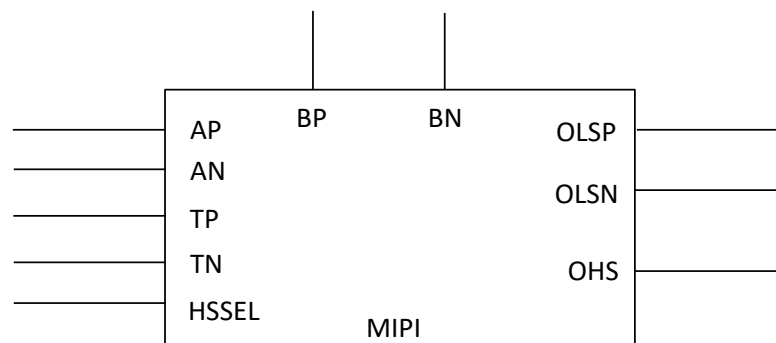 BP
BN
AP
OLSP
AN
OLSN
TP
TN
OHS
HSSEL
MIPI